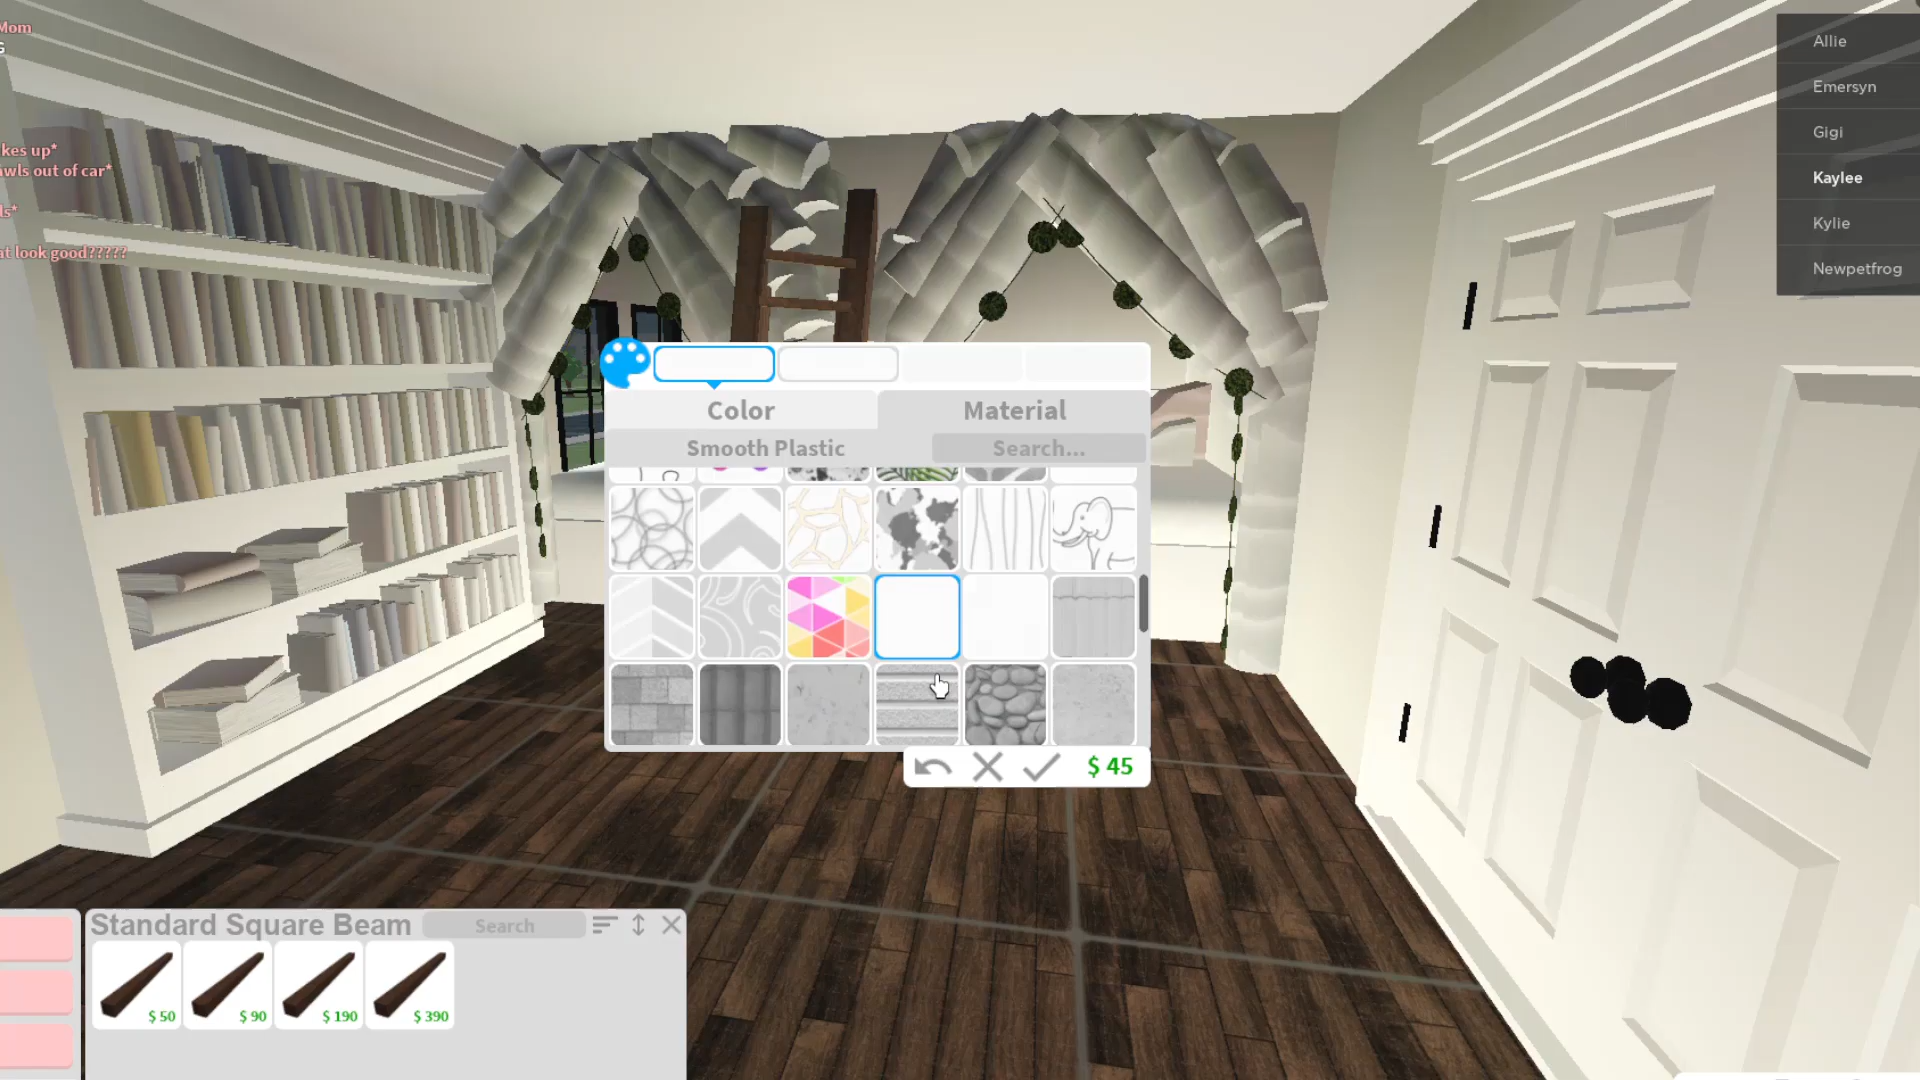 Mom
G
kes up*
awls out of car*
ls*
at look good?????
Allie
Emersyn
Gigi
Kaylee
Kylie
Newpetfrog
Color
Material
Smooth Plastic
Search...
$ 45
Standard Square Beam
Search
$ 50
$ 90
$ 190
$ 390